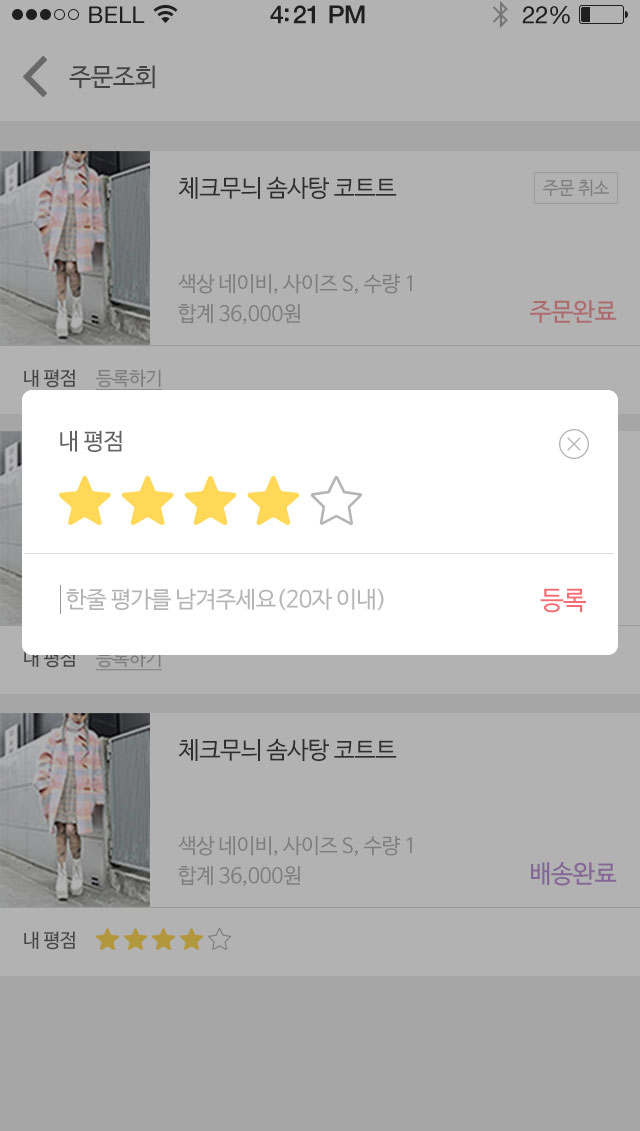 BELL 4:21 PM 22%
주문조회
체크무늬 솜사탕 코트트
주문 취소
색상 네이비, 사이즈 S, 수량 1
합계 36,000원
주문완료
내 평점 등록하기
내 평점
한줄 평가를 남겨주세요 (20자 이내)
등록
내 평점 등록하기
체크무늬 솜사탕 코트트
색상 네이비, 사이즈 S, 수량 1
합계 36,000원
배송완료
내 평점